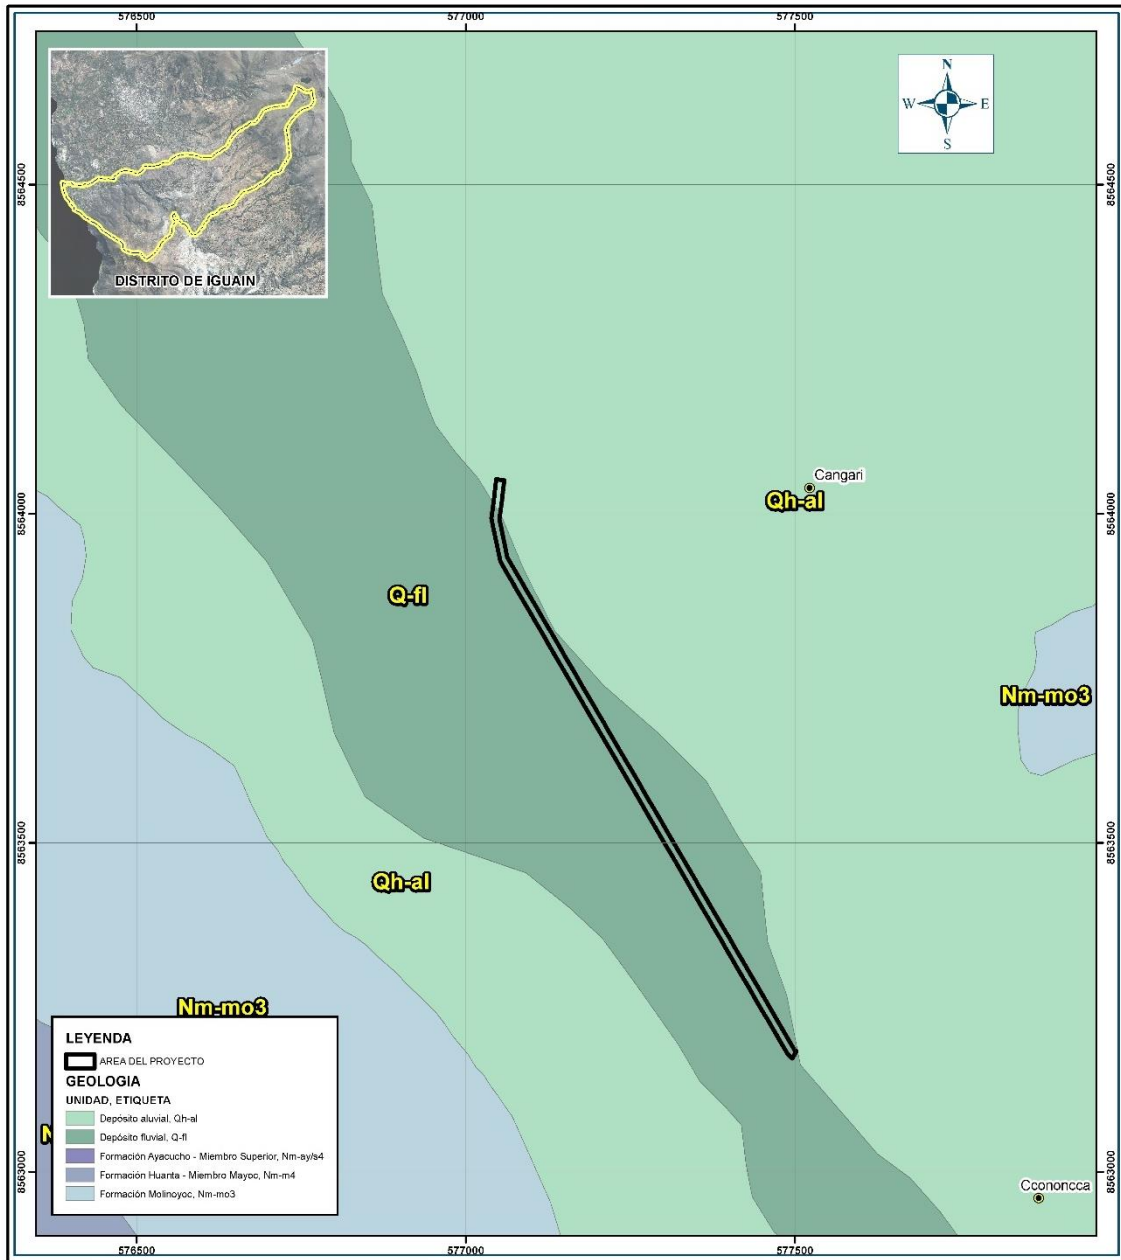 576500 577000 577500
N
W E
S
8564500 8564500
DISTRITO DE IGUAIN
Cangari
Qh-al
8564000 8564000
Q-fl
Nm-mo3
8563500 8563500
Qh-al
Nm-mo3
LEYENDA
AREA DEL PROYECTO
GEOLOGIA
UNIDAD, ETIQUETA
Depósito aluvial, Qh-al
Depósito fluvial, Q-fl
Formación Ayacucho - Miembro Superior, Nm-ay/s4
Formación Huanta - Miembro Mayoc, Nm-m4
Formación Molinoyoc, Nm-mo3
8563000 8563000
Ccononcca
576500 577000 577500